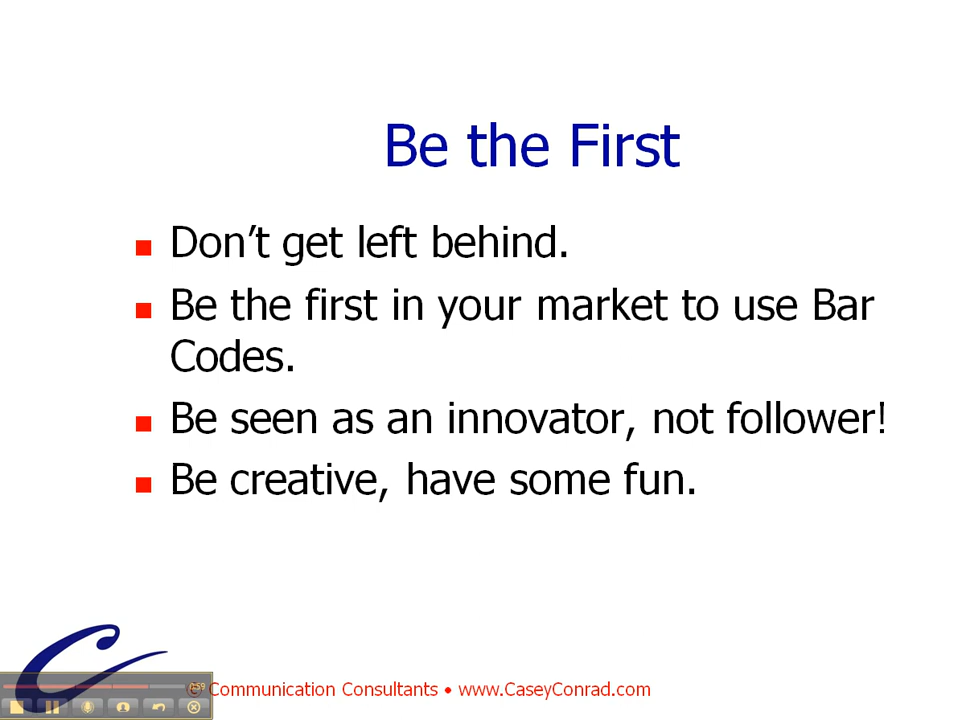 Be the First
Don't get left behind.
Be the first in your market to use Bar
Codes.
Be seen as an innovator, not follower!
Be creative, have some fun.
© Communication Consultants • www.CaseyConrad.com